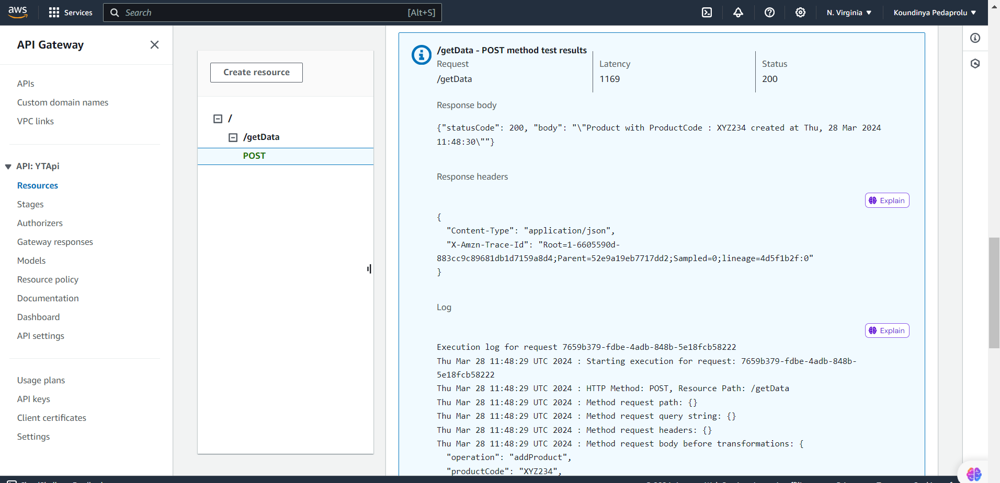 aws
Services
Search
[Alt+S]
N. Virginia
Koundinya Pedaprolu
API Gateway
APIs
Custom domain names
VPC links
API: YTApi
Resources
Stages
Authorizers
Gateway responses
Models
Resource policy
Documentation
Dashboard
API settings
Usage plans
API keys
Client certificates
Settings
Create resource
/
/getData
POST
/getData - POST method test results
Request
/getData
Latency
1169
Status
200
Response body
{"statusCode": 200, "body": "\"Product with ProductCode : XYZ234 created at Thu, 28 Mar 2024
11:48:30\""}
Response headers
Explain
{
"Content-Type": "application/json",
"X-Amzn-Trace-Id": "Root=1-6605590d-
883cc9c89681db1d7159a8d4;Parent=52e9a19eb7717dd2;Sampled=0;lineage=4d5f1b2f:0"
}
Log
Explain
Execution log for request 7659b379-fdbe-4adb-848b-5e18fcb58222
Thu Mar 28 11:48:29 UTC 2024 : Starting execution for request: 7659b379-fdbe-4adb-848b-
5e18fcb58222
Thu Mar 28 11:48:29 UTC 2024 : HTTP Method: POST, Resource Path: /getData
Thu Mar 28 11:48:29 UTC 2024 : Method request path: {}
Thu Mar 28 11:48:29 UTC 2024 : Method request query string: {}
Thu Mar 28 11:48:29 UTC 2024 : Method request headers: {}
Thu Mar 28 11:48:29 UTC 2024 : Method request body before transformations: {
"operation": "addProduct",
"productCode": "XYZ234",